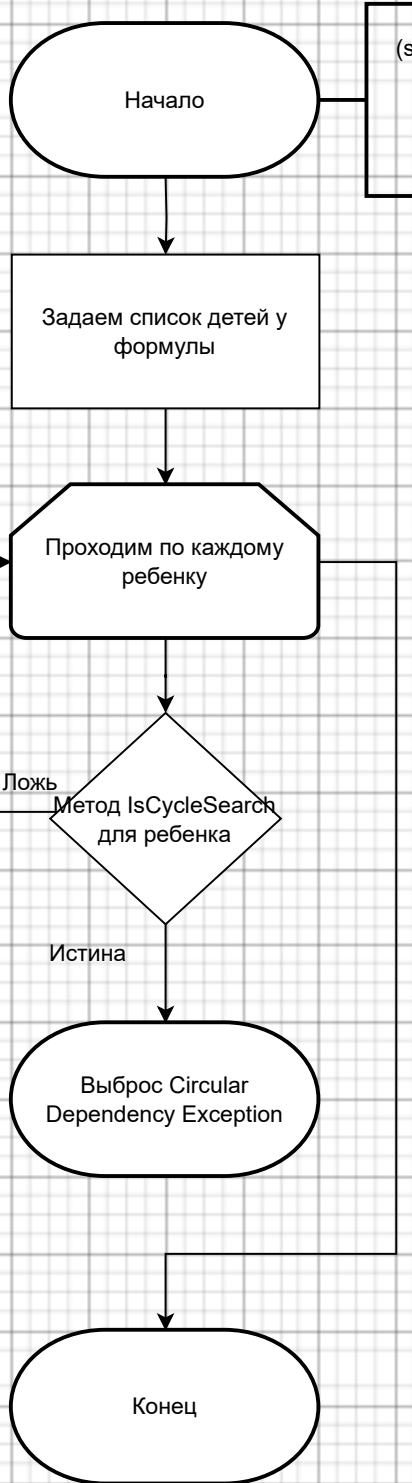 Начало
(s
Задаем список детей у
формулы
Проходим по каждому
ребенку
Ложь
Метод IsCycleSearch
для ребенка
Истина
Выброс Circular
Dependency Exception
Конец